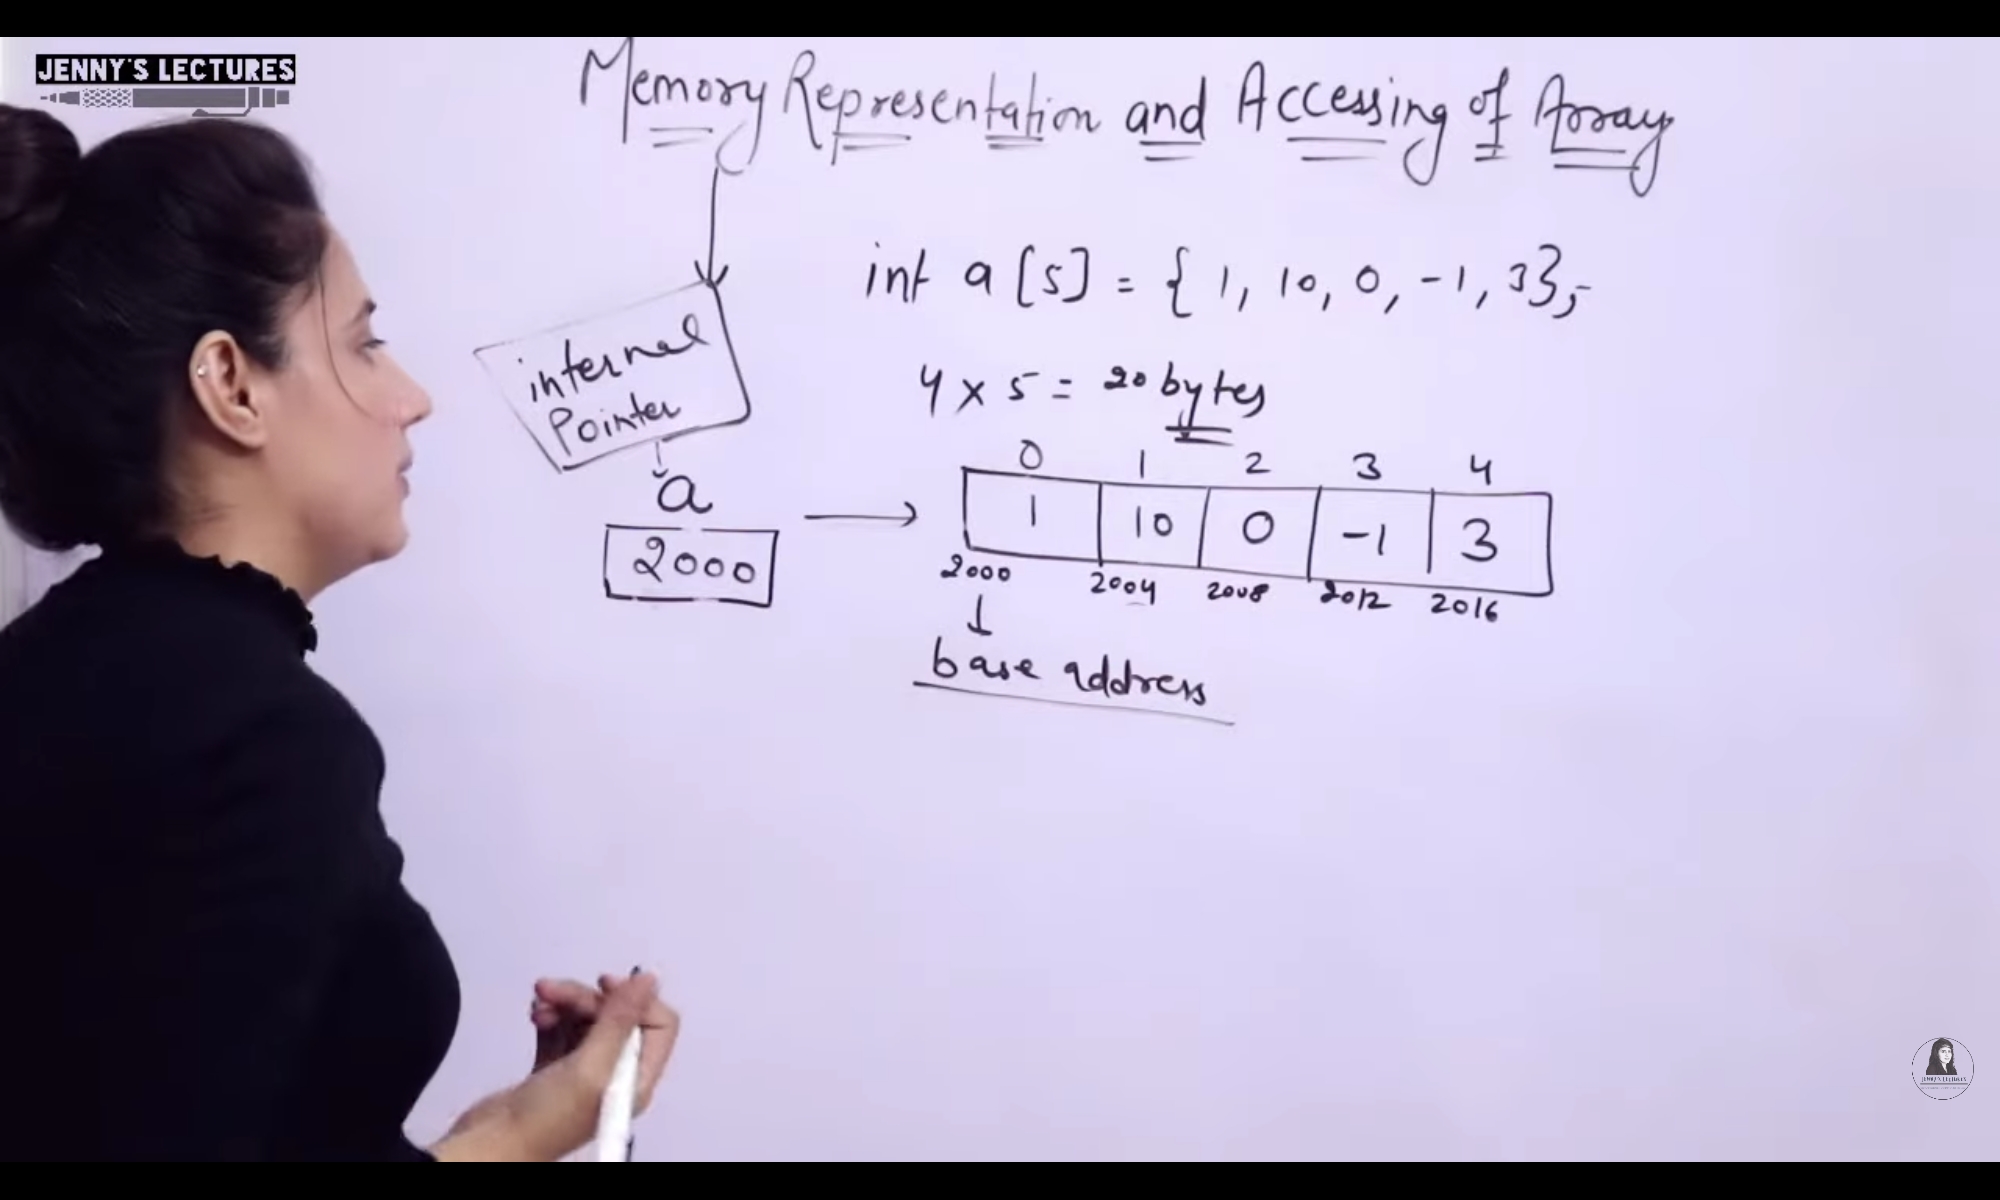 JENNY'S LECTURES
Memory Representation and Accessing of Array
int a[5] = { 1, 10, 0, -1, 3};
internal
Pointer
4 x 5 = 20 bytes
0 1 2 3 4
a
1 10 0 -1 3
2000
2000 2004 2008 2012 2016
base address